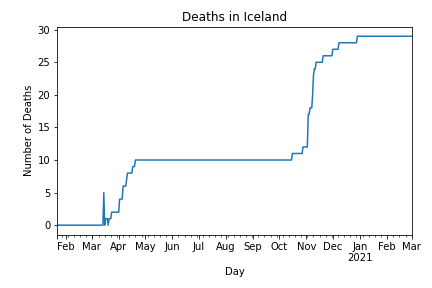 Deaths in Iceland
30
25
20
15
10
5
0
Number of Deaths
Feb Mar Apr May Jun Jul Aug Sep Oct Nov Dec Jan Feb Mar
2021
Day